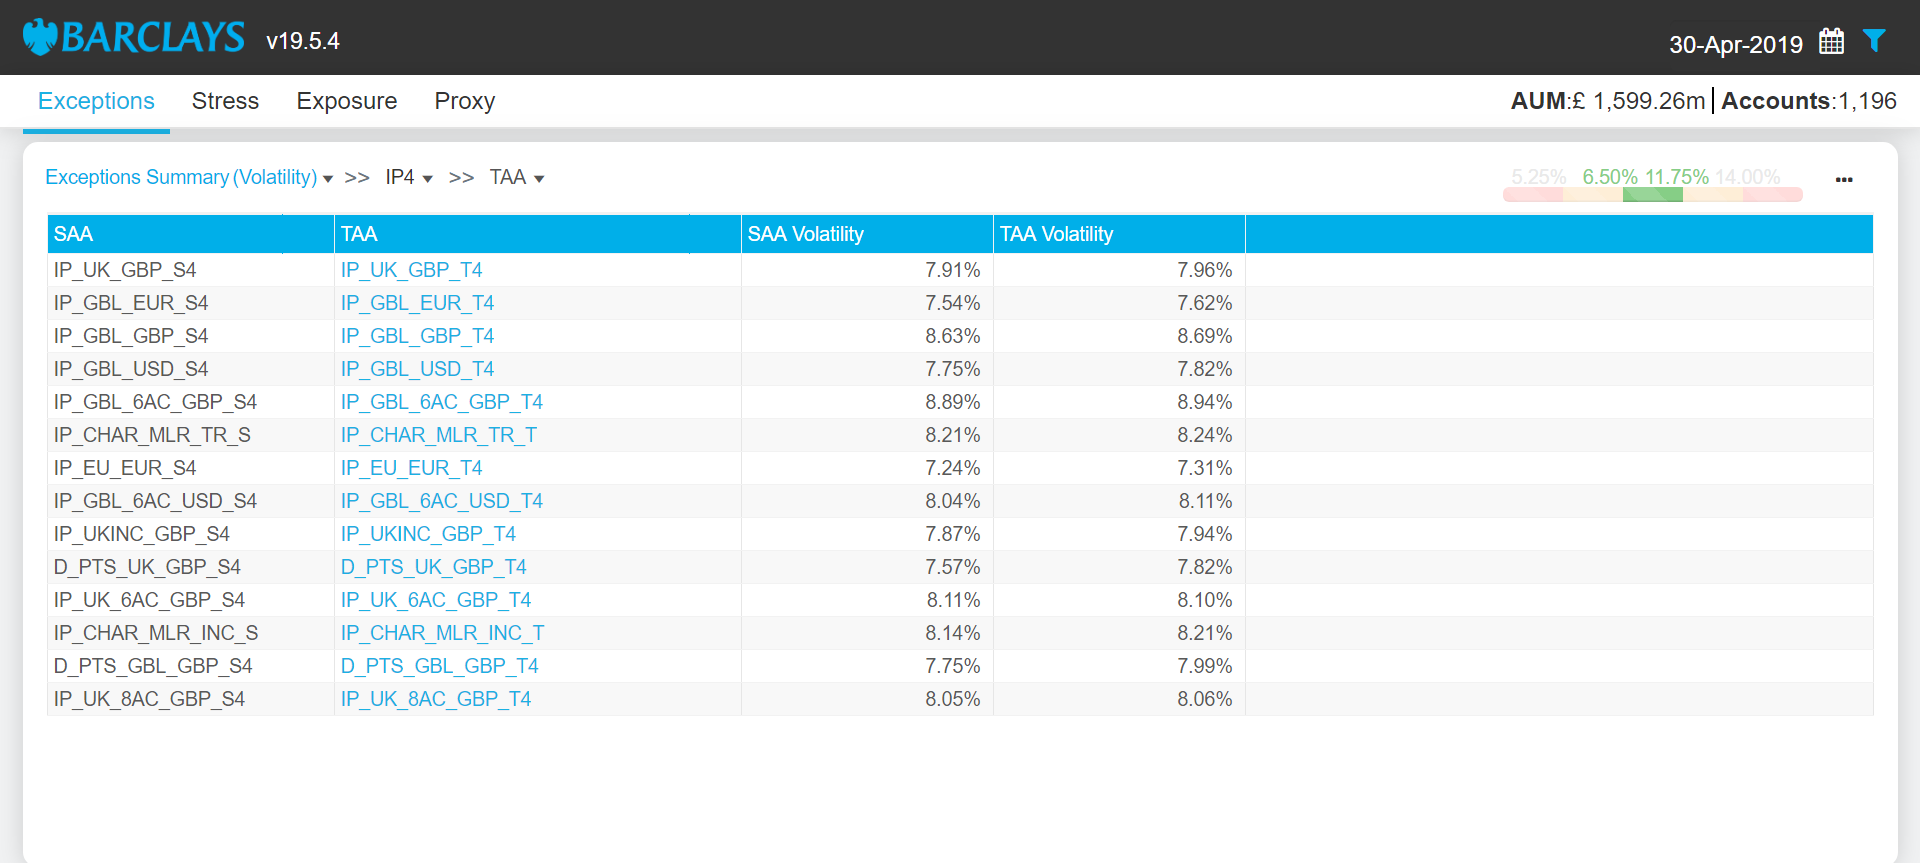 BARCLAYS v19.5.4 30-Apr-2019
Exceptions Stress Exposure Proxy AUM:£ 1,599.26m | Accounts:1,196
Exceptions Summary (Volatility) >> IP4 >> TAA 5.25% 6.50% 11.75% 14.00% ...
SAA TAA SAA Volatility TAA Volatility
IP_UK_GBP_S4 IP_UK_GBP_T4 7.91% 7.96%
IP_GBL_EUR_S4 IP_GBL_EUR_T4 7.54% 7.62%
IP_GBL_GBP_S4 IP_GBL_GBP_T4 8.63% 8.69%
IP_GBL_USD_S4 IP_GBL_USD_T4 7.75% 7.82%
IP_GBL_6AC_GBP_S4 IP_GBL_6AC_GBP_T4 8.89% 8.94%
IP_CHAR_MLR_TR_S IP_CHAR_MLR_TR_T 8.21% 8.24%
IP_EU_EUR_S4 IP_EU_EUR_T4 7.24% 7.31%
IP_GBL_6AC_USD_S4 IP_GBL_6AC_USD_T4 8.04% 8.11%
IP_UKINC_GBP_S4 IP_UKINC_GBP_T4 7.87% 7.94%
D_PTS_UK_GBP_S4 D_PTS_UK_GBP_T4 7.57% 7.82%
IP_UK_6AC_GBP_S4 IP_UK_6AC_GBP_T4 8.11% 8.10%
IP_CHAR_MLR_INC_S IP_CHAR_MLR_INC_T 8.14% 8.21%
D_PTS_GBL_GBP_S4 D_PTS_GBL_GBP_T4 7.75% 7.99%
IP_UK_8AC_GBP_S4 IP_UK_8AC_GBP_T4 8.05% 8.06%